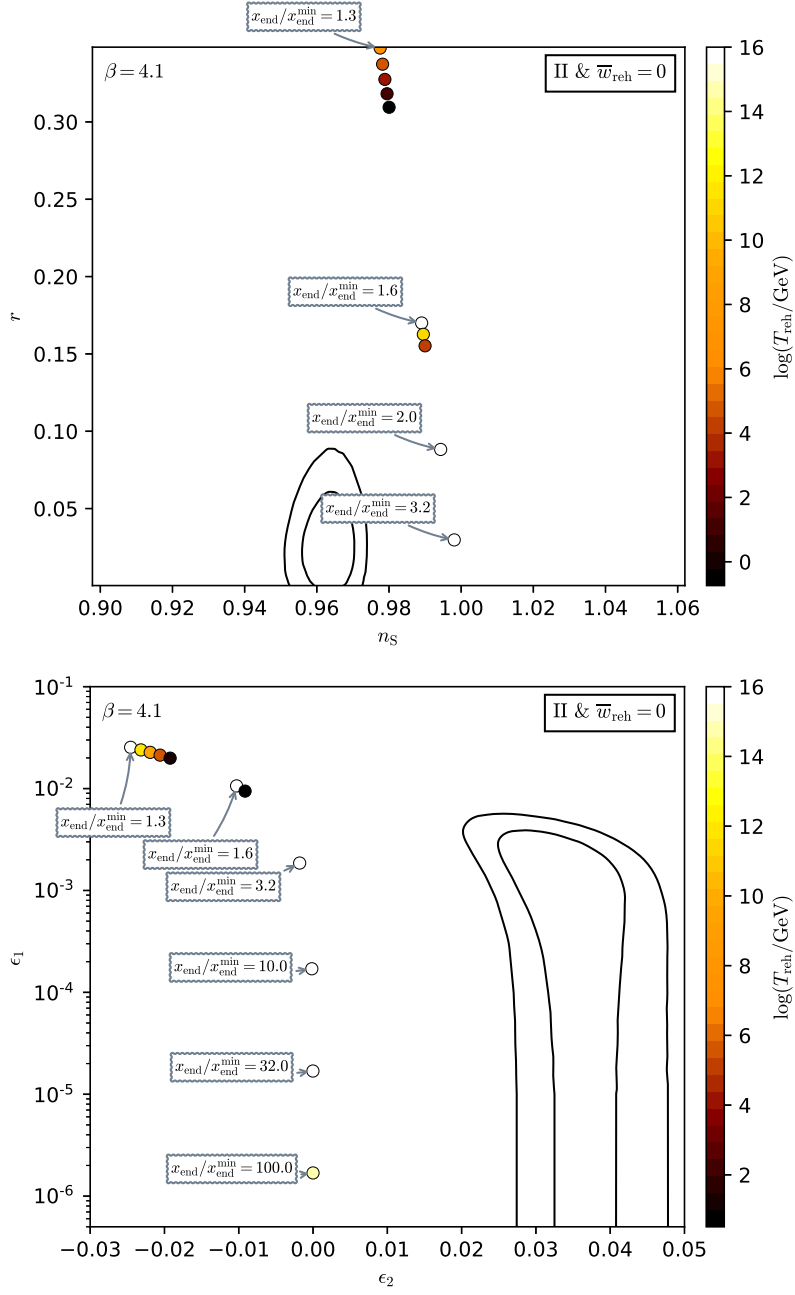 x_end/x_end^min = 1.3
β = 4.1
II & w̅_reh = 0
x_end/x_end^min = 1.6
x_end/x_end^min = 2.0
x_end/x_end^min = 3.2
0.30
0.25
0.20
0.15
0.10
0.05
r
0.90 0.92 0.94 0.96 0.98 1.00 1.02 1.04 1.06
n_S
16
14
12
10
8
6
4
2
0
log(T_reh/GeV)
β = 4.1
II & w̅_reh = 0
x_end/x_end^min = 1.3
x_end/x_end^min = 1.6
x_end/x_end^min = 3.2
x_end/x_end^min = 10.0
x_end/x_end^min = 32.0
x_end/x_end^min = 100.0
10^-1
10^-2
10^-3
10^-4
10^-5
10^-6
ϵ_1
−0.03 −0.02 −0.01 0.00 0.01 0.02 0.03 0.04 0.05
ϵ_2
16
14
12
10
8
6
4
2
log(T_reh/GeV)